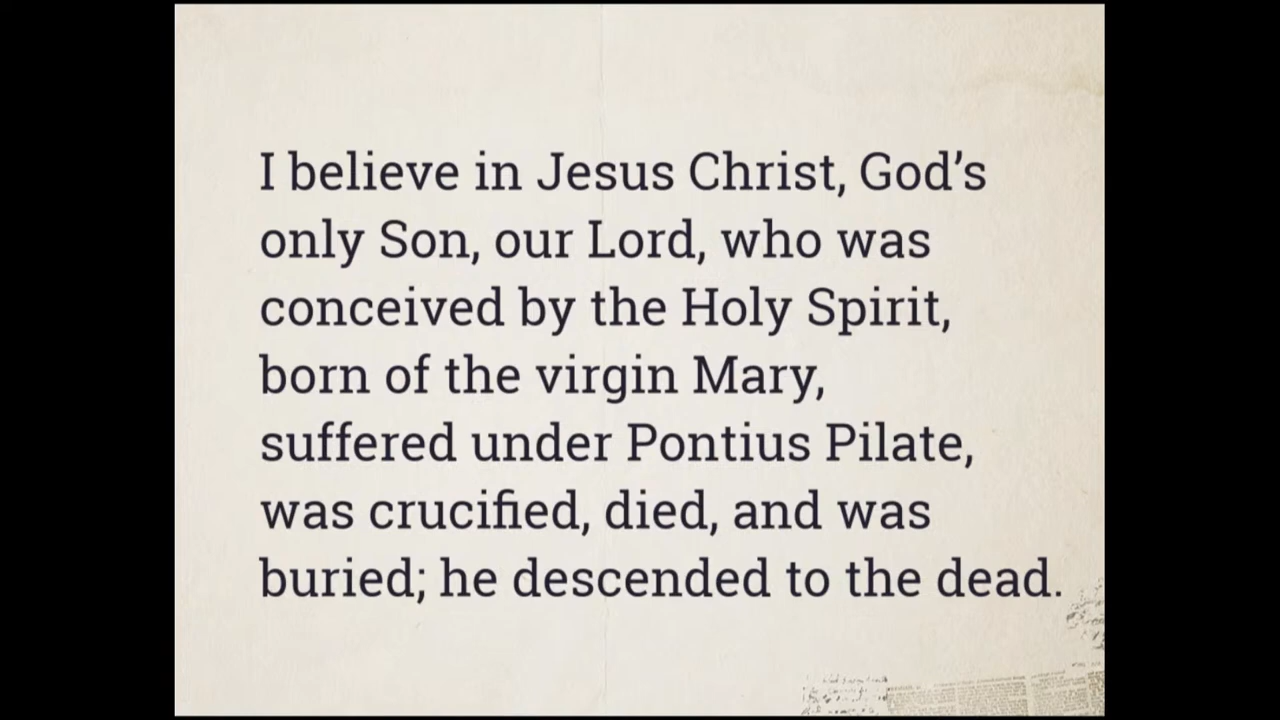 I believe in Jesus Christ, God’s
only Son, our Lord, who was
conceived by the Holy Spirit,
born of the virgin Mary,
suffered under Pontius Pilate,
was crucified, died, and was
buried; he descended to the dead.